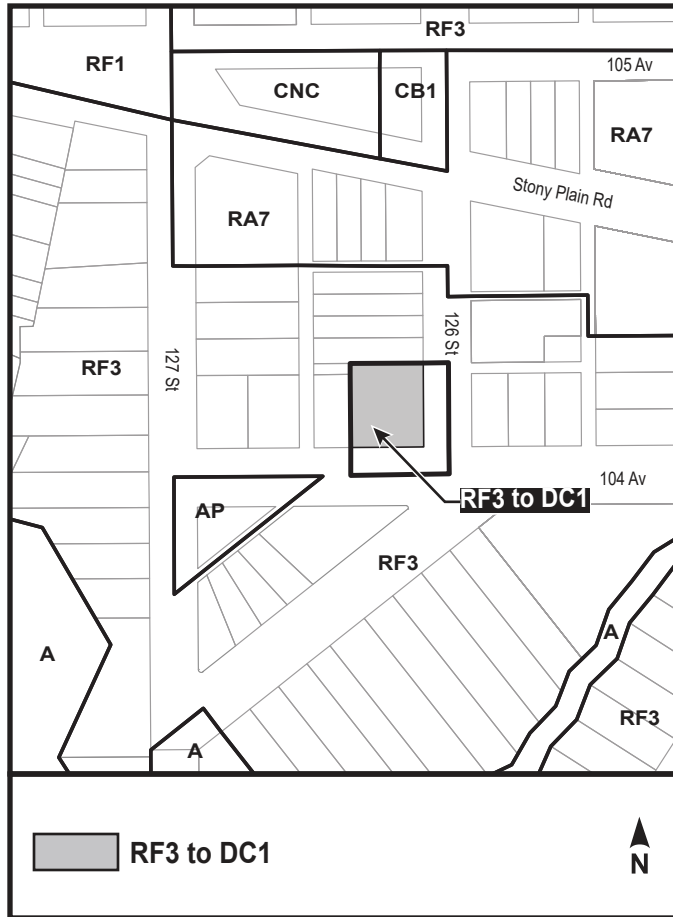 RF3
RF1
105 Av
CNC
CB1
RA7
Stony Plain Rd
RA7
126 St
127 St
RF3
104 Av
RF3 to DC1
AP
RF3
A
A
RF3
A
RF3 to DC1
N